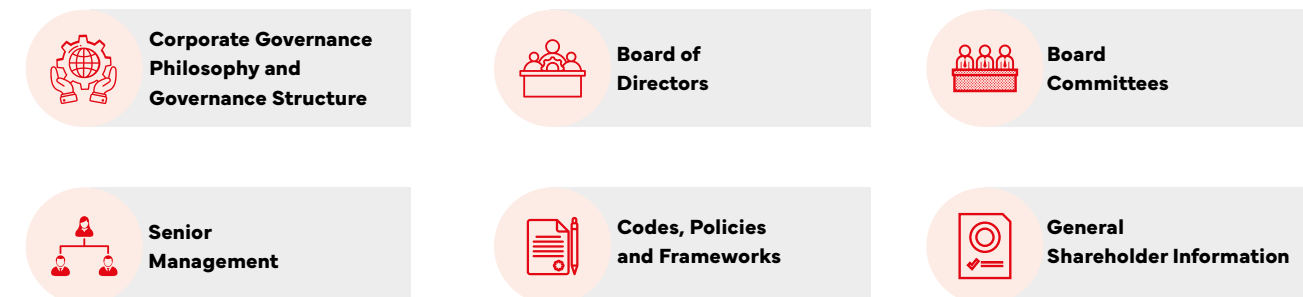 Corporate Governance
Philosophy and
Governance Structure
Board of
Directors
Board
Committees
Senior
Management
Codes, Policies
and Frameworks
General
Shareholder Information